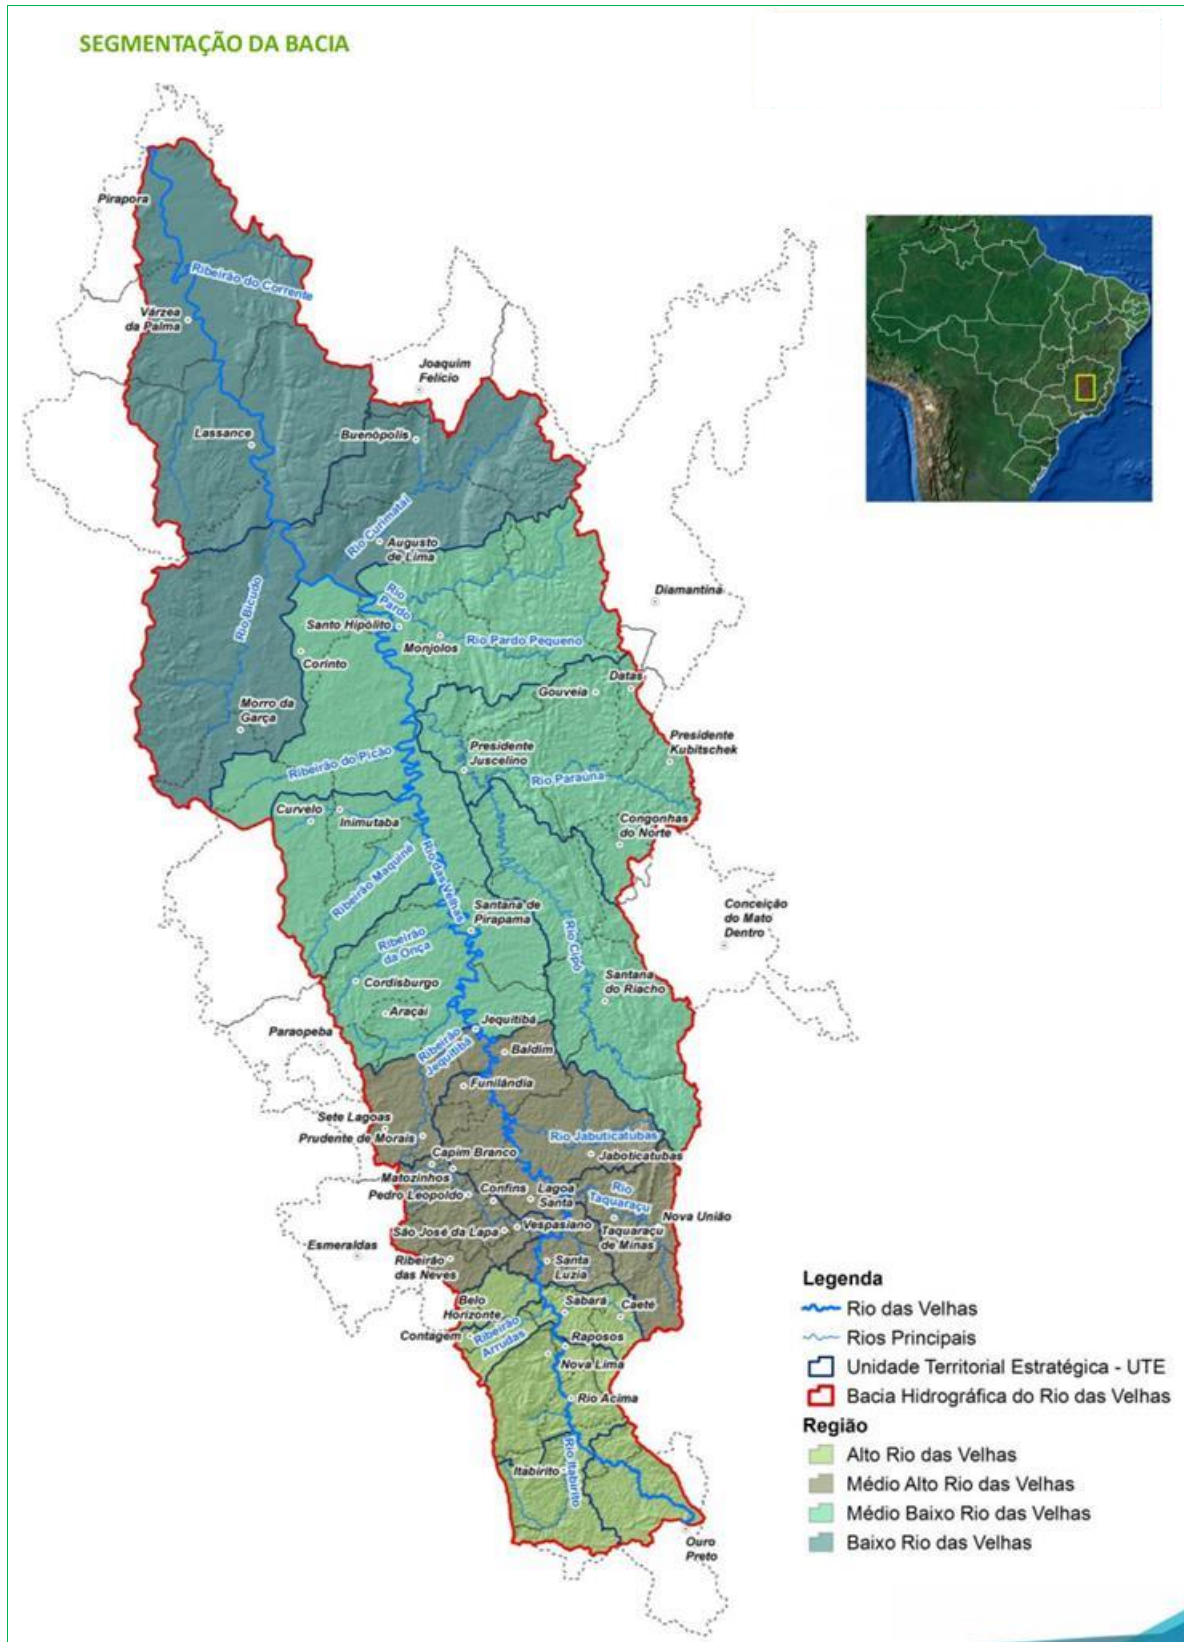 SEGMENTAÇÃO DA BACIA
Pirapora
Ribeirão do Corrente
Várzea
da Palma
Joaquim
Felício
Lassance
Buenópolis
Rio Curimataí
Augusto
de Lima
Rio Bicudo
Rio
Pardo
Diamantina
Santo Hipólito
Monjolos
Rio Pardo Pequeno
Corinto
Datas
Gouveia
Morro da
Garça
Presidente
Kubitschek
Presidente
Juscelino
Ribeirão do Picão
Rio Paraúna
Curvelo
Inimutaba
Congonhas
do Norte
Ribeirão Maquiné
Rio das Velhas
Santana de
Pirapama
Conceição
do Mato
Dentro
Ribeirão
da Onça
Rio Cipó
Cordisburgo
Santana
do Riacho
Araçaí
Jequitibá
Paraopeba
Ribeirão
Jequitibá
Baldim
Funilândia
Sete Lagoas
Prudente de Morais
Rio Jabuticatubas
Capim Branco
Jaboticatubas
Matozinhos
Pedro Leopoldo
Confins
Lagoa
Santa
Rio
Taquaraçu
Nova União
São José da Lapa
Vespasiano
Taquaraçu
de Minas
Esmeraldas
Ribeirão
das Neves
Santa
Luzia
Belo
Horizonte
Sabará
Caeté
Contagem
Ribeirão
Arrudas
Raposos
Nova Lima
Rio Acima
Itabirito
Rio Itabirito
Ouro
Preto
Legenda
Rio das Velhas
Rios Principais
Unidade Territorial Estratégica - UTE
Bacia Hidrográfica do Rio das Velhas
Região
Alto Rio das Velhas
Médio Alto Rio das Velhas
Médio Baixo Rio das Velhas
Baixo Rio das Velhas